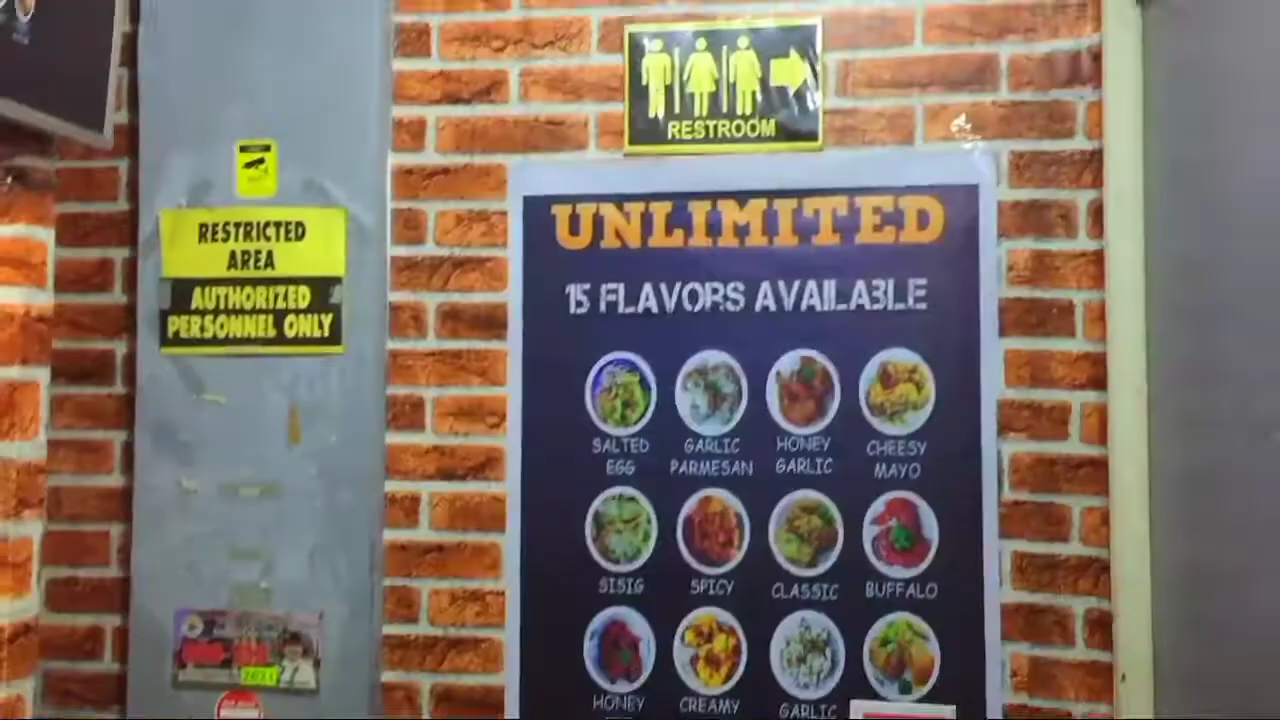 RESTROOM
RESTRICTED
AREA
AUTHORIZED
PERSONNEL ONLY
UNLIMITED
15 FLAVORS AVAILABLE
SALTED
EGG
GARLIC
PARMESAN
HONEY
GARLIC
CHEESY
MAYO
SISIG
SPICY
CLASSIC
BUFFALO
HONEY
CREAMY
GARLIC